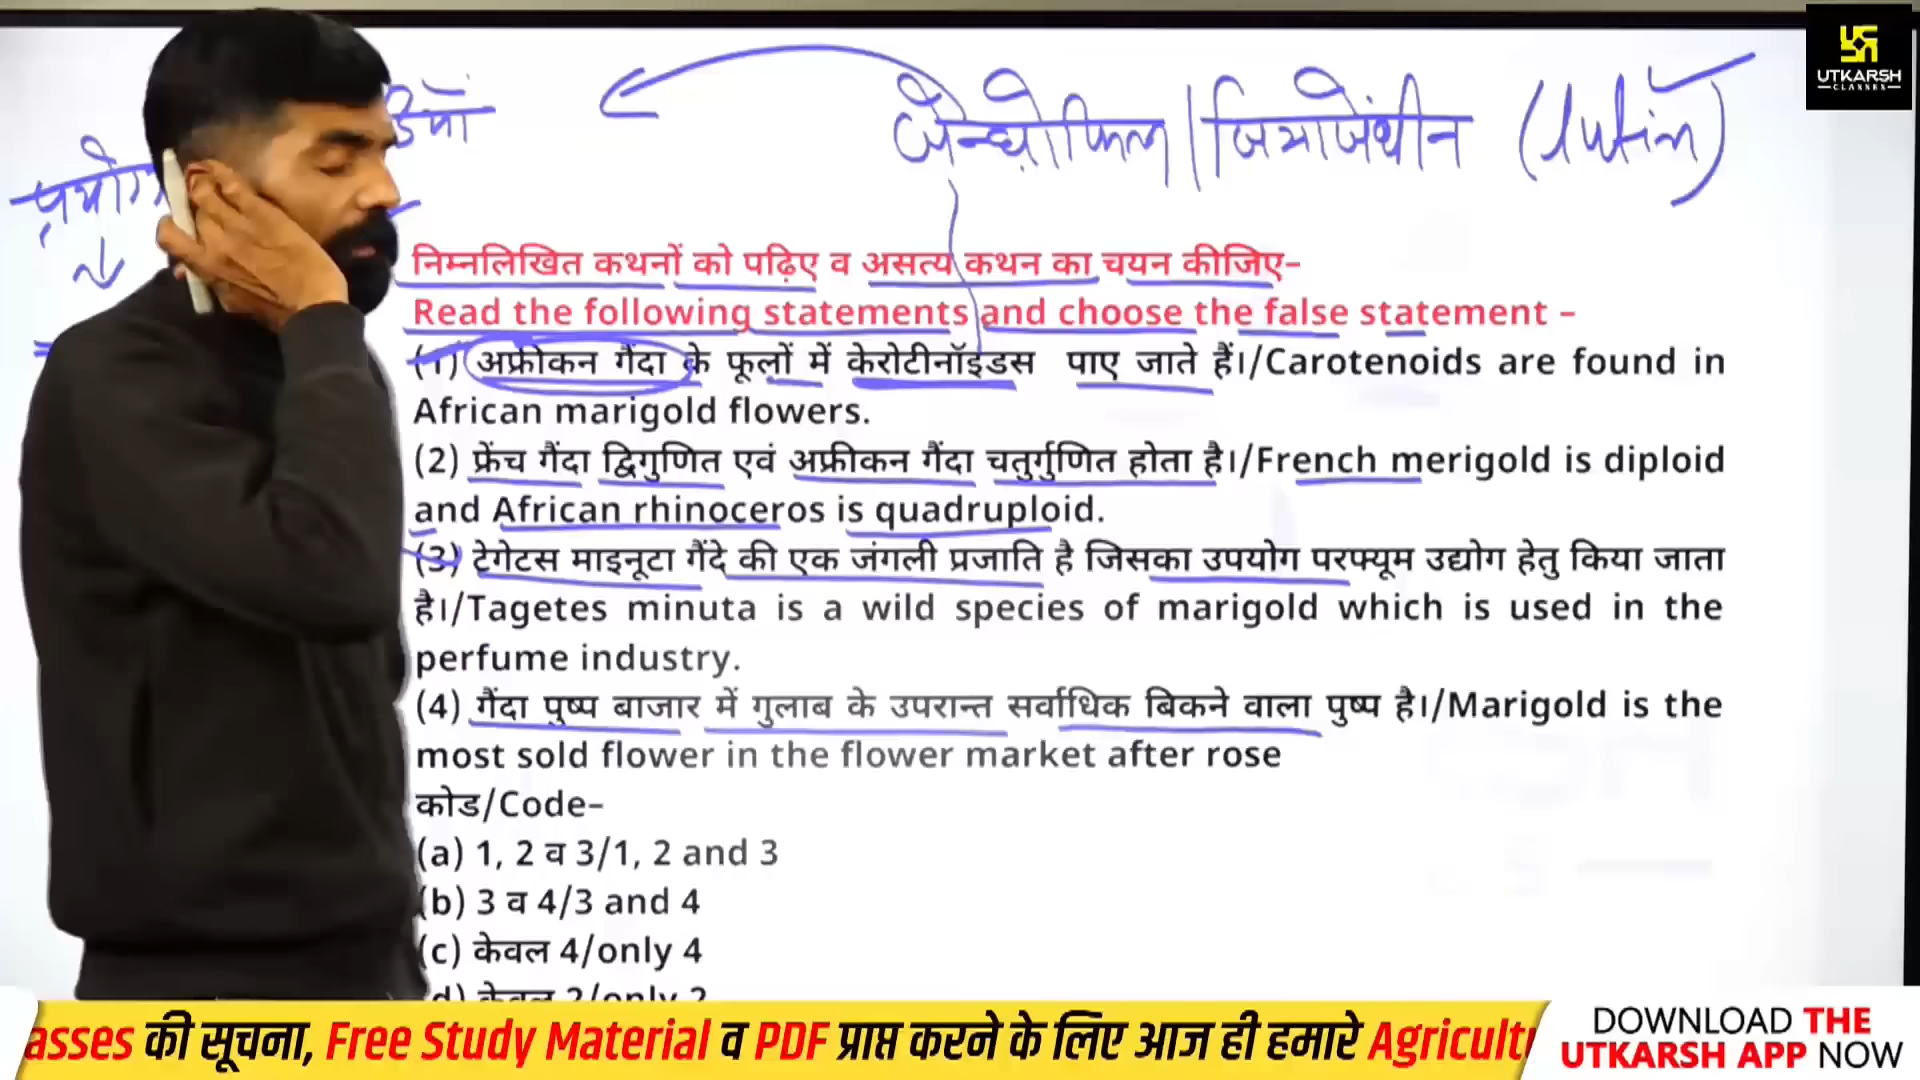 UTKARSH
CLASSES
जैन्थोफिल | जियाजेंथीन (lutin)
प्रयोग
निम्नलिखित कथनों को पढ़िए व असत्य कथन का चयन कीजिए–
Read the following statements and choose the false statement –
(1) अफ्रीकन गैंदा के फूलों में केरोटीनॉइडस पाए जाते हैं।/Carotenoids are found in
African marigold flowers.
(2) फ्रेंच गैंदा द्विगुणित एवं अफ्रीकन गैंदा चतुर्गुणित होता है।/French merigold is diploid
and African rhinoceros is quadruploid.
(3) टेगेटस माइनूटा गैंदे की एक जंगली प्रजाति है जिसका उपयोग परफ्यूम उद्योग हेतु किया जाता
है।/Tagetes minuta is a wild species of marigold which is used in the
perfume industry.
(4) गैंदा पुष्प बाजार में गुलाब के उपरान्त सर्वाधिक बिकने वाला पुष्प है।/Marigold is the
most sold flower in the flower market after rose
कोड/Code–
(a) 1, 2 व 3/1, 2 and 3
(b) 3 व 4/3 and 4
(c) केवल 4/only 4
(d) केवल 2/only 2
asses की सूचना, Free Study Material व PDF प्राप्त करने के लिए आज ही हमारे Agricult
DOWNLOAD THE
UTKARSH APP NOW